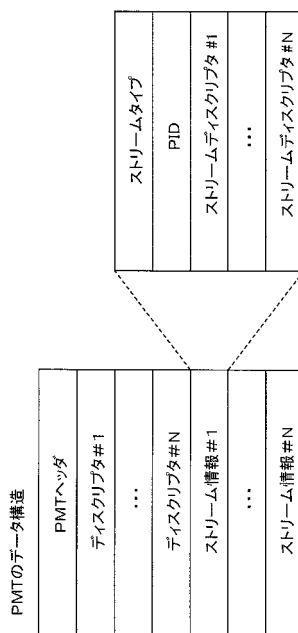 PMTのデータ構造
PMTヘッダ
ディスクリプタ#1
...
ディスクリプタ#N
ストリーム情報#1
...
ストリーム情報#N
ストリームタイプ
PID
ストリームディスクリプタ#1
...
ストリームディスクリプタ#N